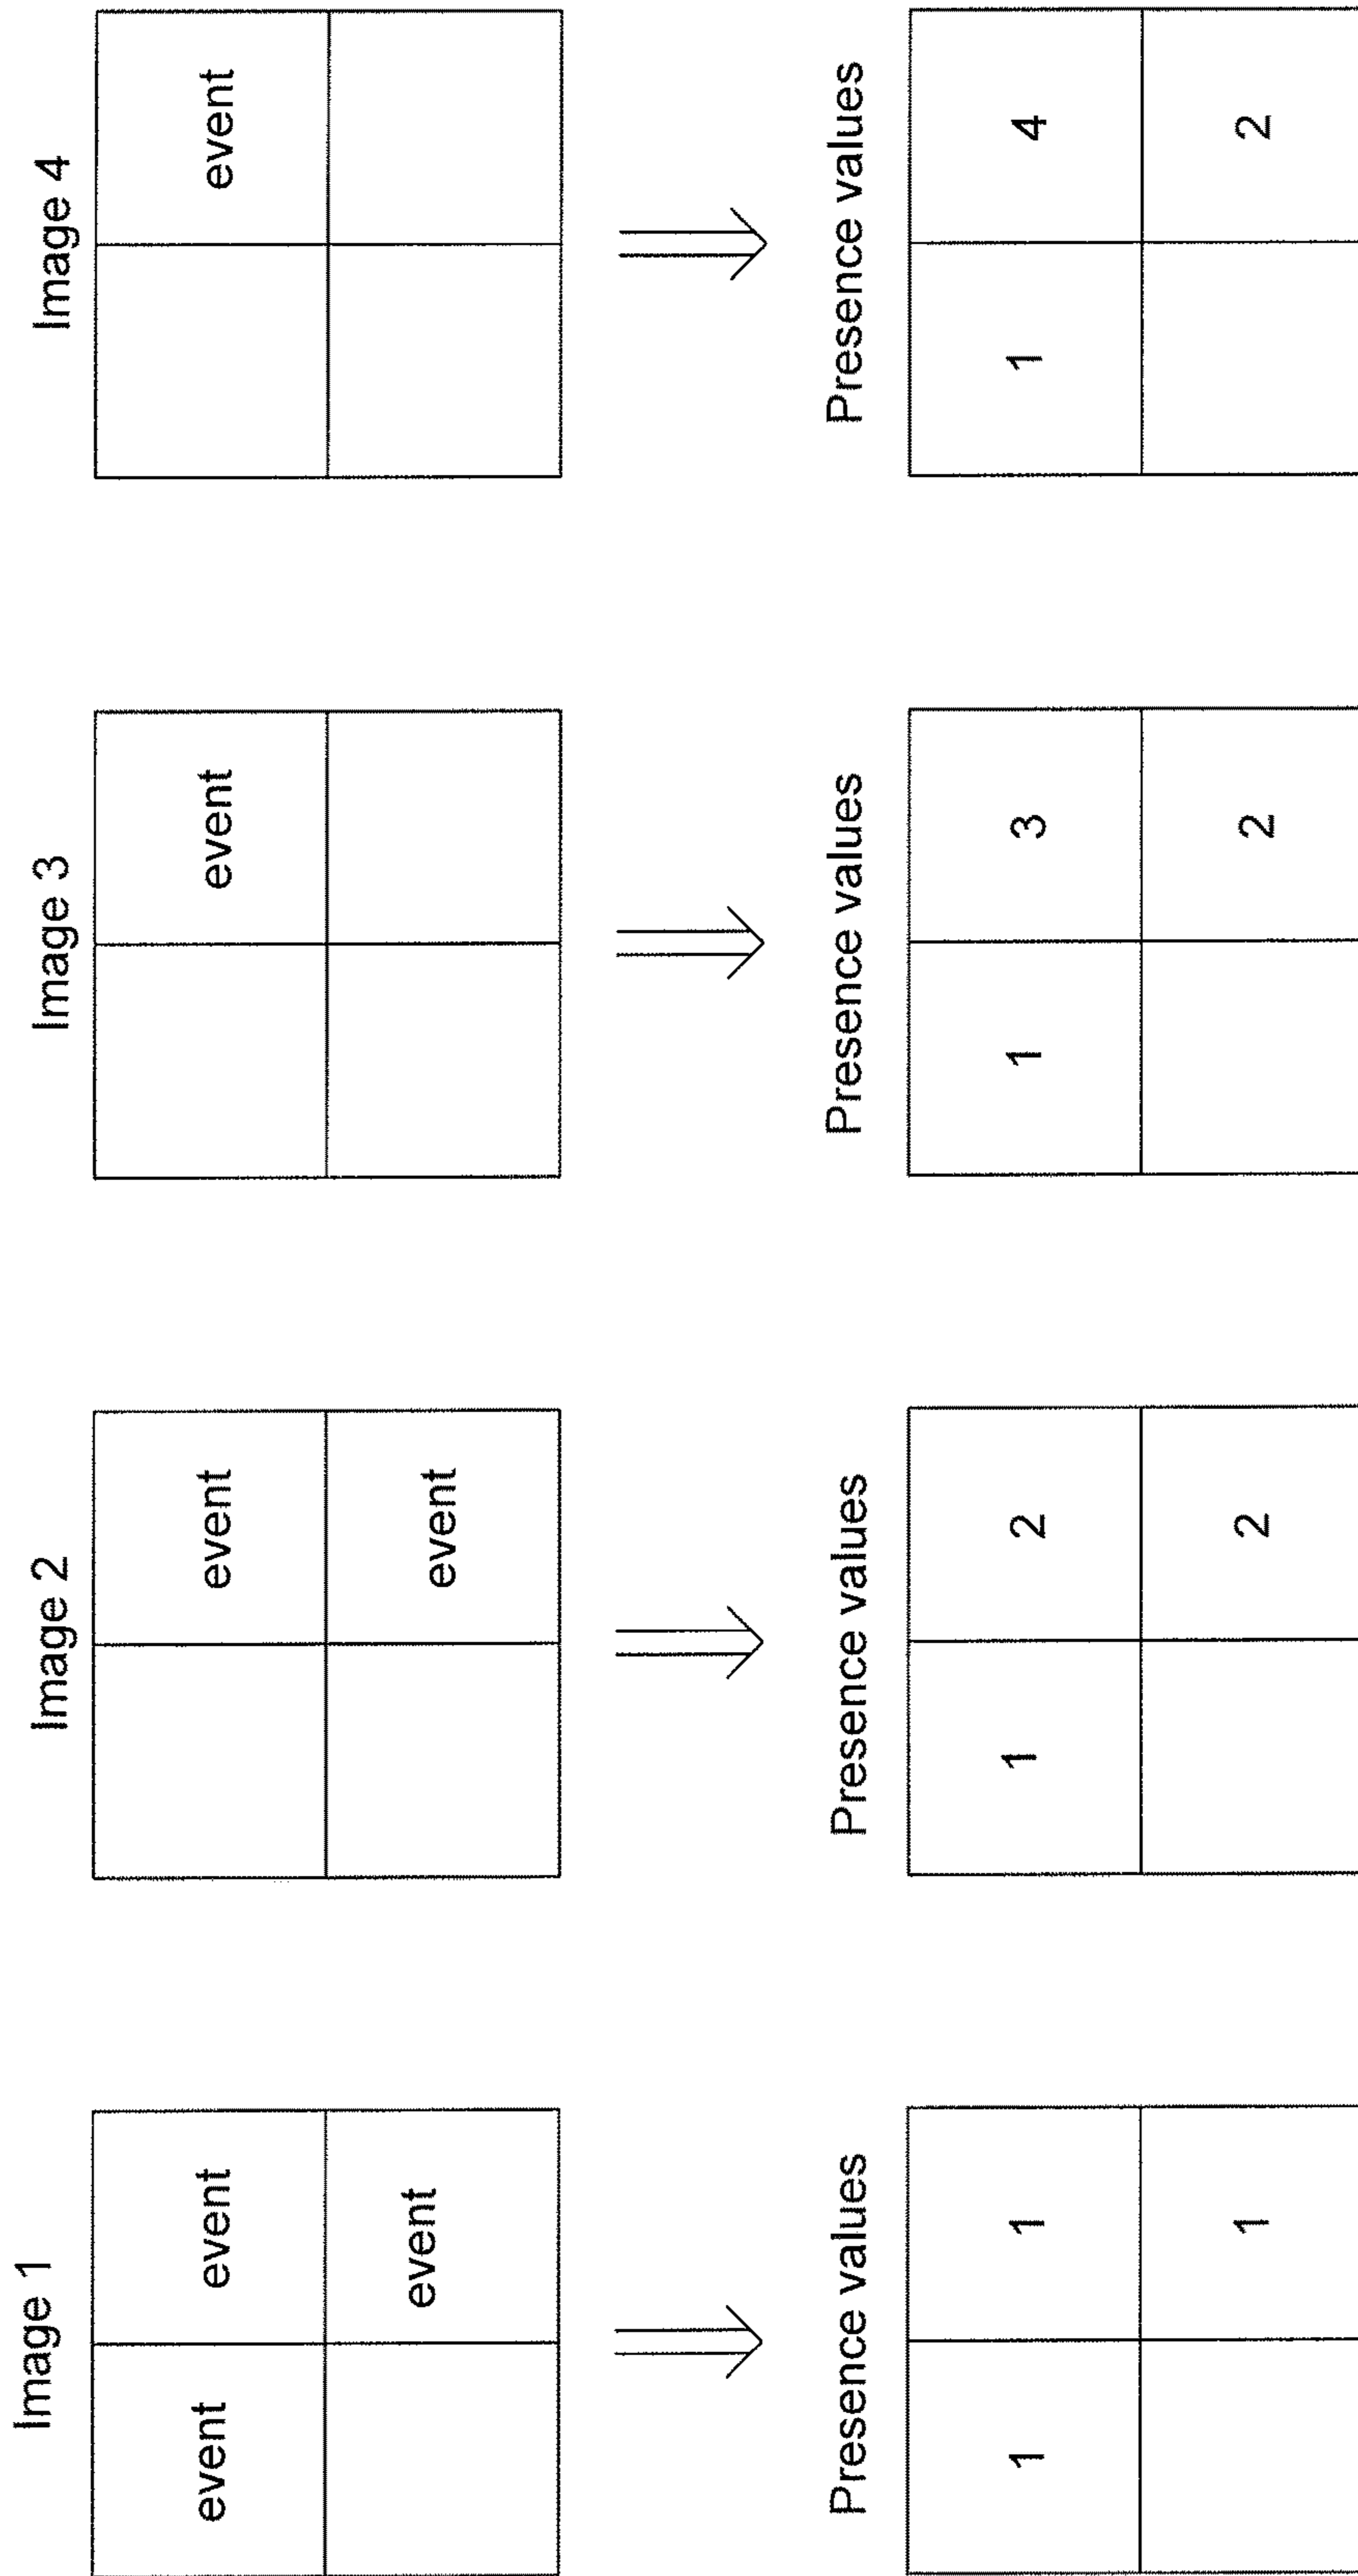 Image 1
event event
event
Presence values
1 1
1
Image 2
event
event
Presence values
1 2
2
Image 3
event
Presence values
1 3
2
Image 4
event
Presence values
1 4
2